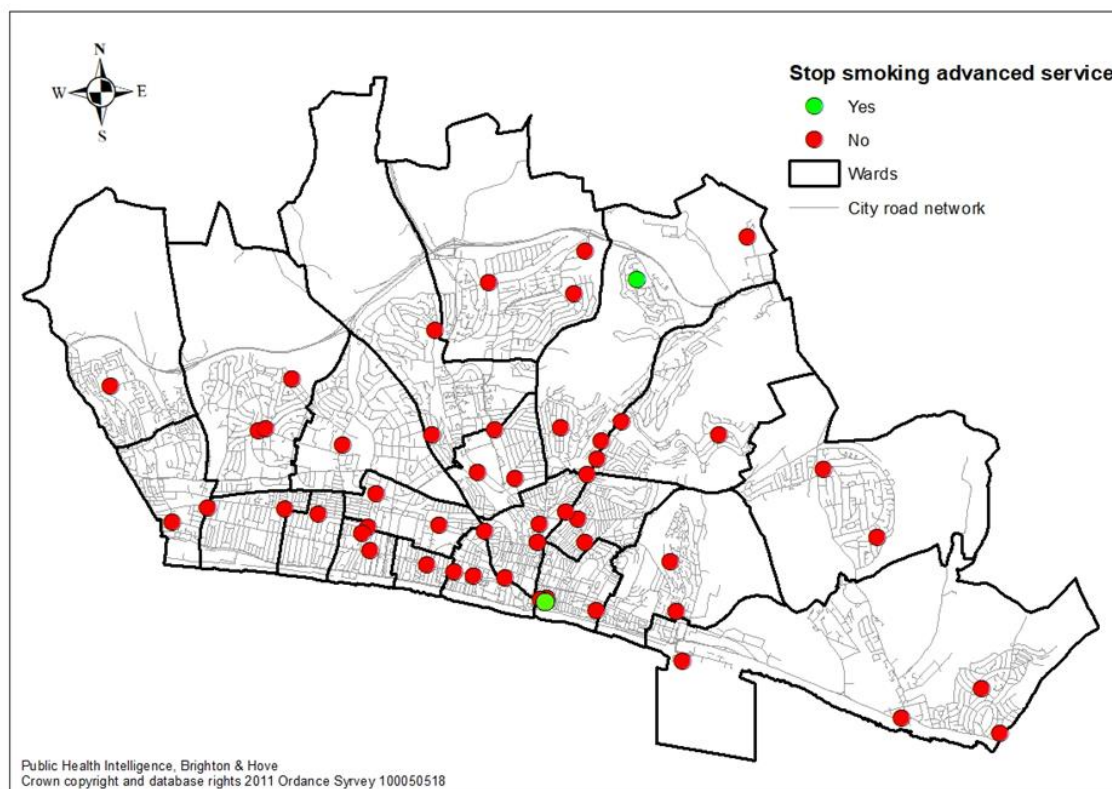 N
W E
S
Stop smoking advanced service
Yes
No
Wards
City road network
Public Health Intelligence, Brighton & Hove
Crown copyright and database rights 2011 Ordance Syrvey 100050518